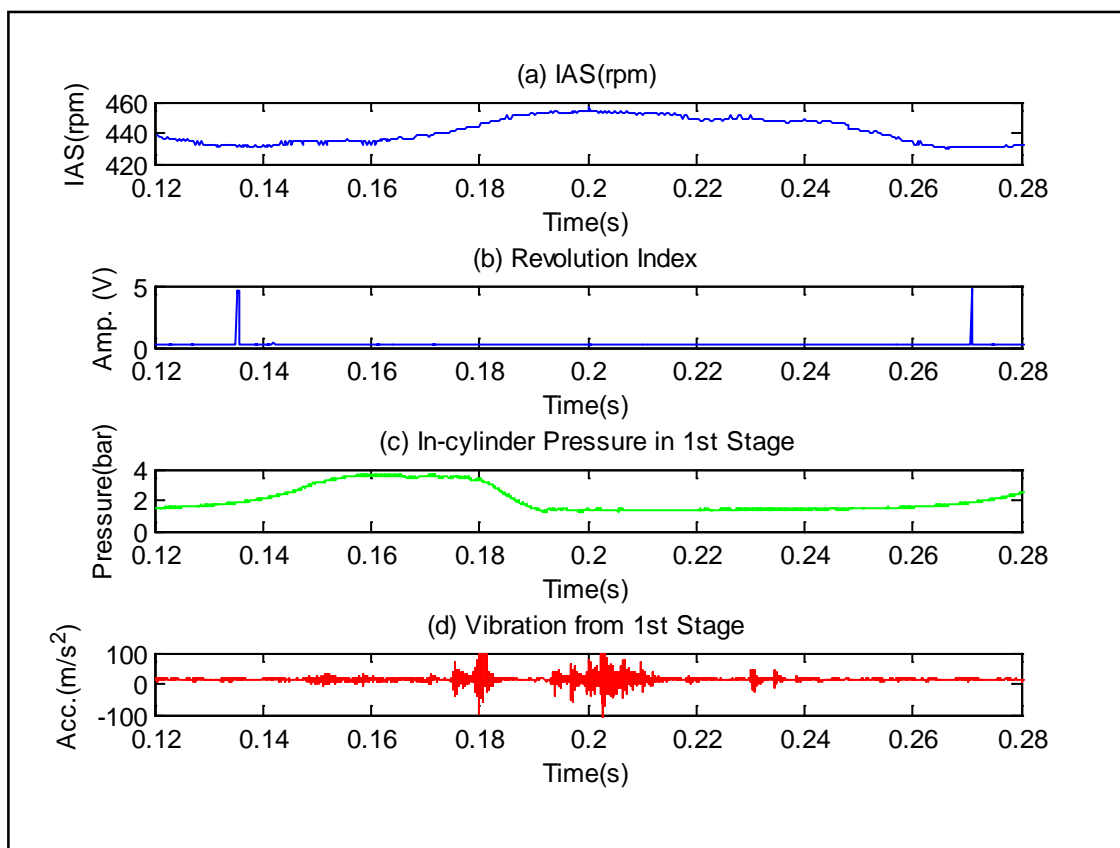 (a) IAS(rpm)
460
440
420
IAS(rpm)
0.12 0.14 0.16 0.18 0.2 0.22 0.24 0.26 0.28
Time(s)
(b) Revolution Index
5
0
Amp. (V)
0.12 0.14 0.16 0.18 0.2 0.22 0.24 0.26 0.28
Time(s)
(c) In-cylinder Pressure in 1st Stage
4
2
0
Pressure(bar)
0.12 0.14 0.16 0.18 0.2 0.22 0.24 0.26 0.28
Time(s)
(d) Vibration from 1st Stage
100
0
-100
Acc.(m/s²)
0.12 0.14 0.16 0.18 0.2 0.22 0.24 0.26 0.28
Time(s)